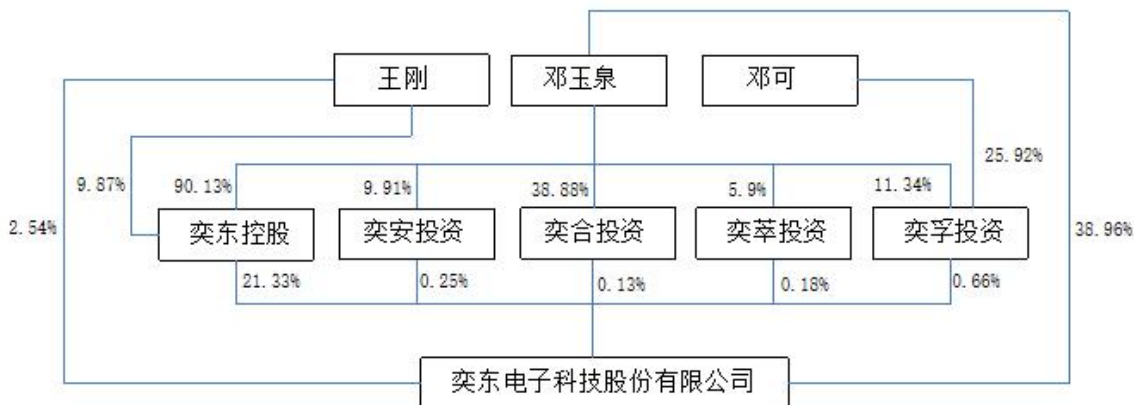 王刚
邓玉泉
邓可
25.92%
9.87%
90.13%
9.91%
38.88%
5.9%
11.34%
2.54%
奕东控股
奕安投资
奕合投资
奕萃投资
奕孚投资
38.96%
21.33%
0.25%
0.13%
0.18%
0.66%
奕东电子科技股份有限公司